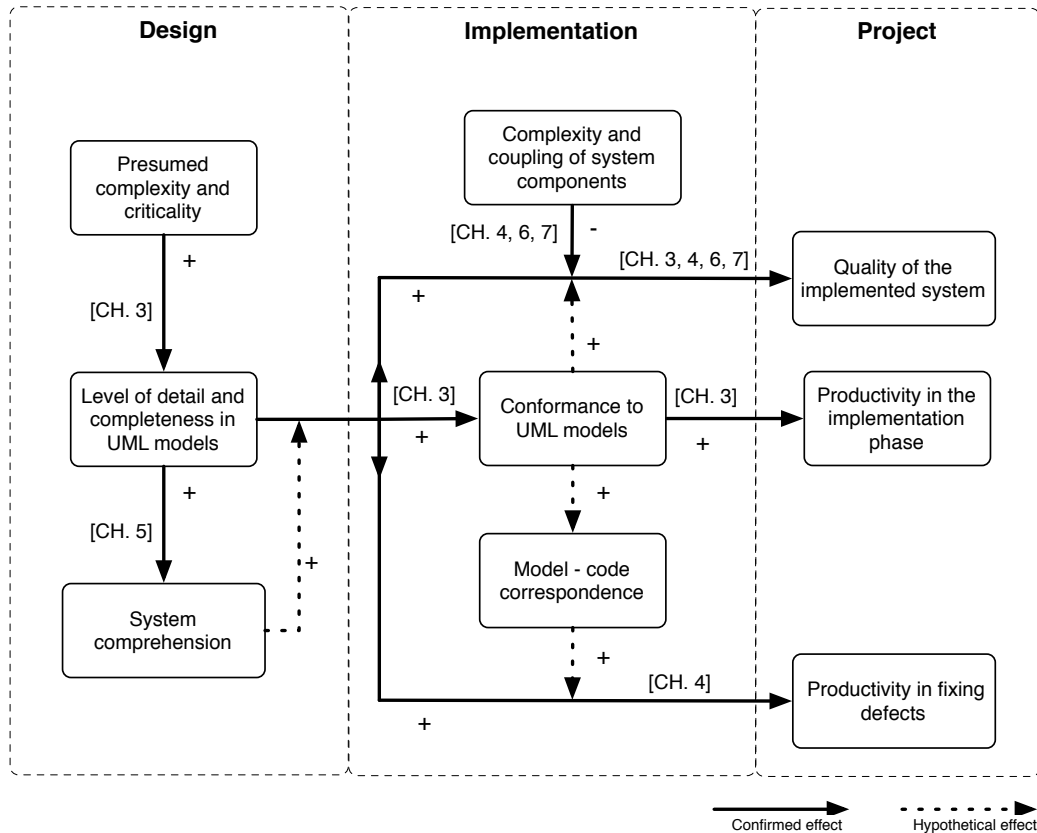 Design
Implementation
Project
Presumed
complexity and
criticality
+
[CH. 3]
Level of detail and
completeness in
UML models
+
[CH. 5]
System
comprehension
+
Complexity and
coupling of system
components
[CH. 4, 6, 7]
-
[CH. 3, 4, 6, 7]
+
+
[CH. 3]
+
Conformance to
UML models
[CH. 3]
+
+
Model - code
correspondence
+
[CH. 4]
+
Quality of the
implemented system
Productivity in the
implementation
phase
Productivity in fixing
defects
Confirmed effect
Hypothetical effect